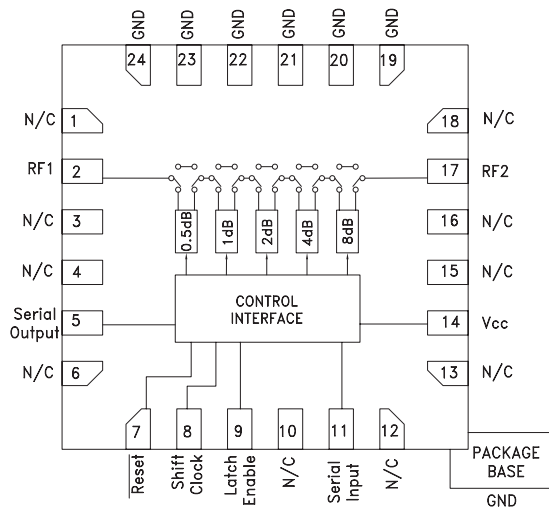 GND
GND
GND
GND
GND
GND
24
23
22
21
20
19
N/C
1
18
N/C
RF1
2
17
RF2
N/C
3
16
N/C
0.5dB
1dB
2dB
4dB
8dB
N/C
4
15
N/C
CONTROL
INTERFACE
Serial
Output
5
14
Vcc
N/C
6
13
N/C
7
8
9
10
11
12
Reset
Shift
Clock
Latch
Enable
N/C
Serial
Input
N/C
PACKAGE
BASE
GND